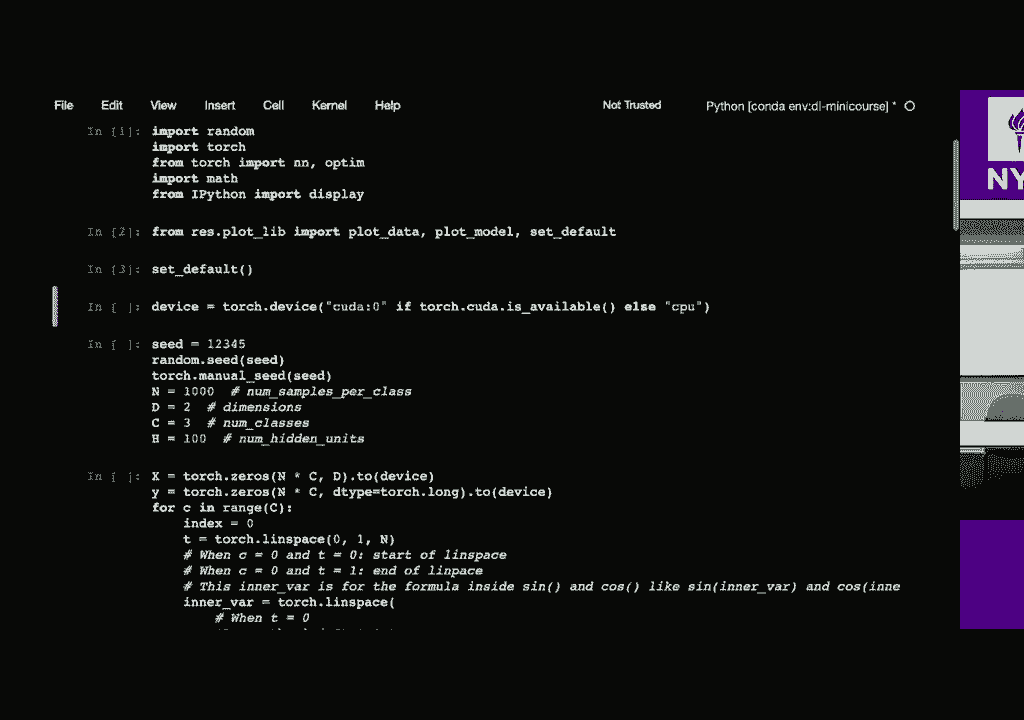 File Edit View Insert Cell Kernel Help Not Trusted Python [conda env:dl-minicourse] *
In [1]: import random
import torch
from torch import nn, optim
import math
from IPython import display
In [2]: from res.plot_lib import plot_data, plot_model, set_default
In [3]: set_default()
In [ ]: device = torch.device("cuda:0" if torch.cuda.is_available() else "cpu")
In [ ]: seed = 12345
random.seed(seed)
torch.manual_seed(seed)
N = 1000 # num_samples_per_class
D = 2 # dimensions
C = 3 # num_classes
H = 100 # num_hidden_units
In [ ]: X = torch.zeros(N * C, D).to(device)
y = torch.zeros(N * C, dtype=torch.long).to(device)
for c in range(C):
index = 0
t = torch.linspace(0, 1, N)
# When c = 0 and t = 0: start of linspace
# When c = 0 and t = 1: end of linpace
# This inner_var is for the formula inside sin() and cos() like sin(inner_var) and cos(inne
inner_var = torch.linspace(
# When t = 0
NY